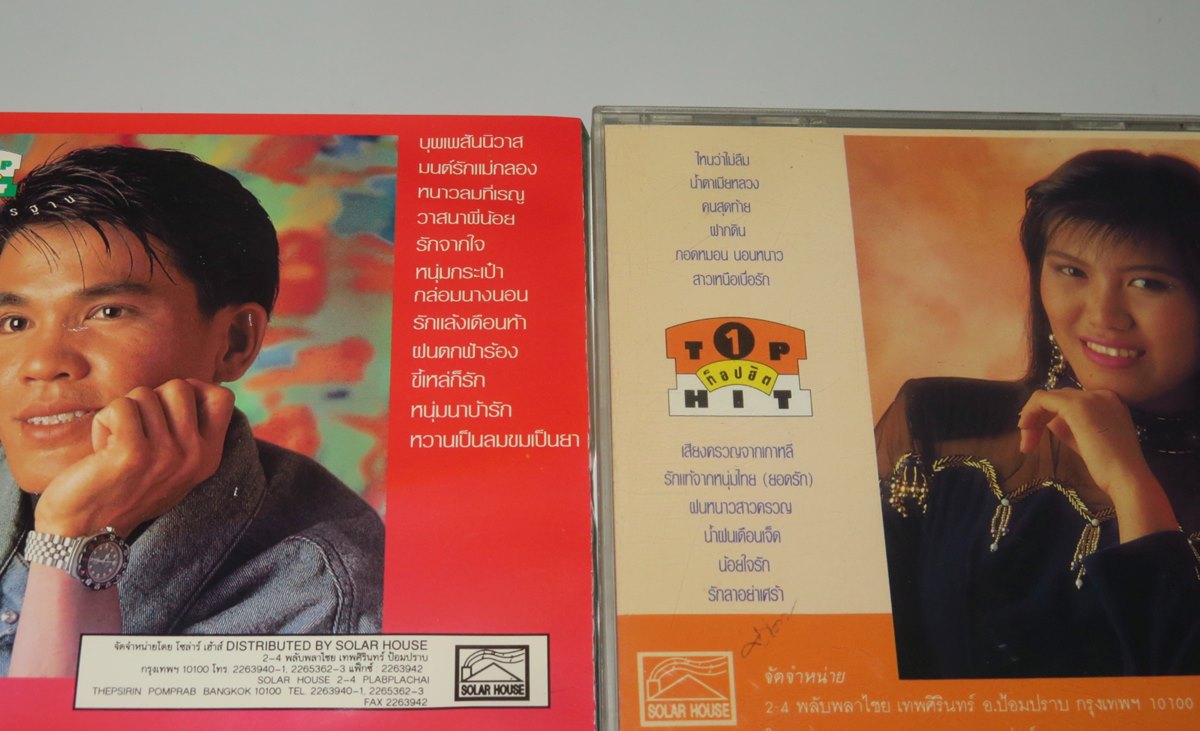 บุพเพสันนิวาส
มนต์รักแม่กลอง
หนาวลมที่เรณู
วาสนาพี่น้อย
รักจากใจ
หนุ่มกระเป๋า
กล่อมนางนอน
รักแล้งเดือนห้า
ฝนตกฟ้าร้อง
ขี้เหล่ก็รัก
หนุ่มนาบ้ารัก
หวานเป็นลมขมเป็นยา
จัดจำหน่ายโดย โซล่าร์ เฮ้าส์ DISTRIBUTED BY SOLAR HOUSE
2-4 พลับพลาไชย เทพศิรินทร์ ป้อมปราบ
กรุงเทพฯ 10100 โทร. 2263940-1, 2265362-3 แฟ็กซ์ 2263942
SOLAR HOUSE 2-4 PLABPLACHAI
THEPSIRIN POMPRAB BANGKOK 10100 TEL. 2263940-1, 2265362-3
FAX 2263942
SOLAR HOUSE
ไหนว่าไม่ลืม
น้ำตาเมียหลวง
คนสุดท้าย
ฝากดิน
กอดหมอน นอนหนาว
สาวเหนือเบื่อรัก
T 1 P
ท็อปฮิต
HIT
เสียงครวญจากเกาหลี
รักแท้จากหนุ่มไทย (ยอดรัก)
ฝนหนาวสาวครวญ
น้ำฝนเดือนเจ็ด
น้อยใจรัก
รักลาอย่าเศร้า
SOLAR HOUSE
จัดจำหน่าย
2-4 พลับพลาไชย เทพศิรินทร์ อ.ป้อมปราบ กรุงเทพฯ 10100